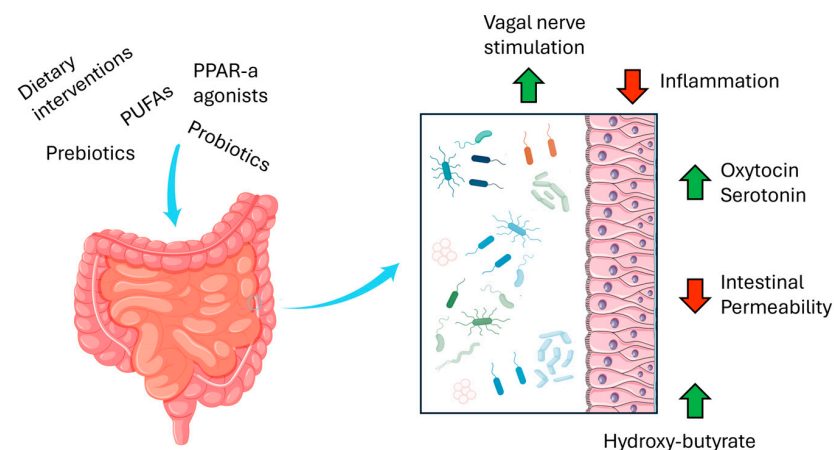 Dietary
interventions
PUFAs
PPAR-a
agonists
Prebiotics
Probiotics
Vagal nerve
stimulation
Inflammation
Oxytocin
Serotonin
Intestinal
Permeability
Hydroxy-butyrate